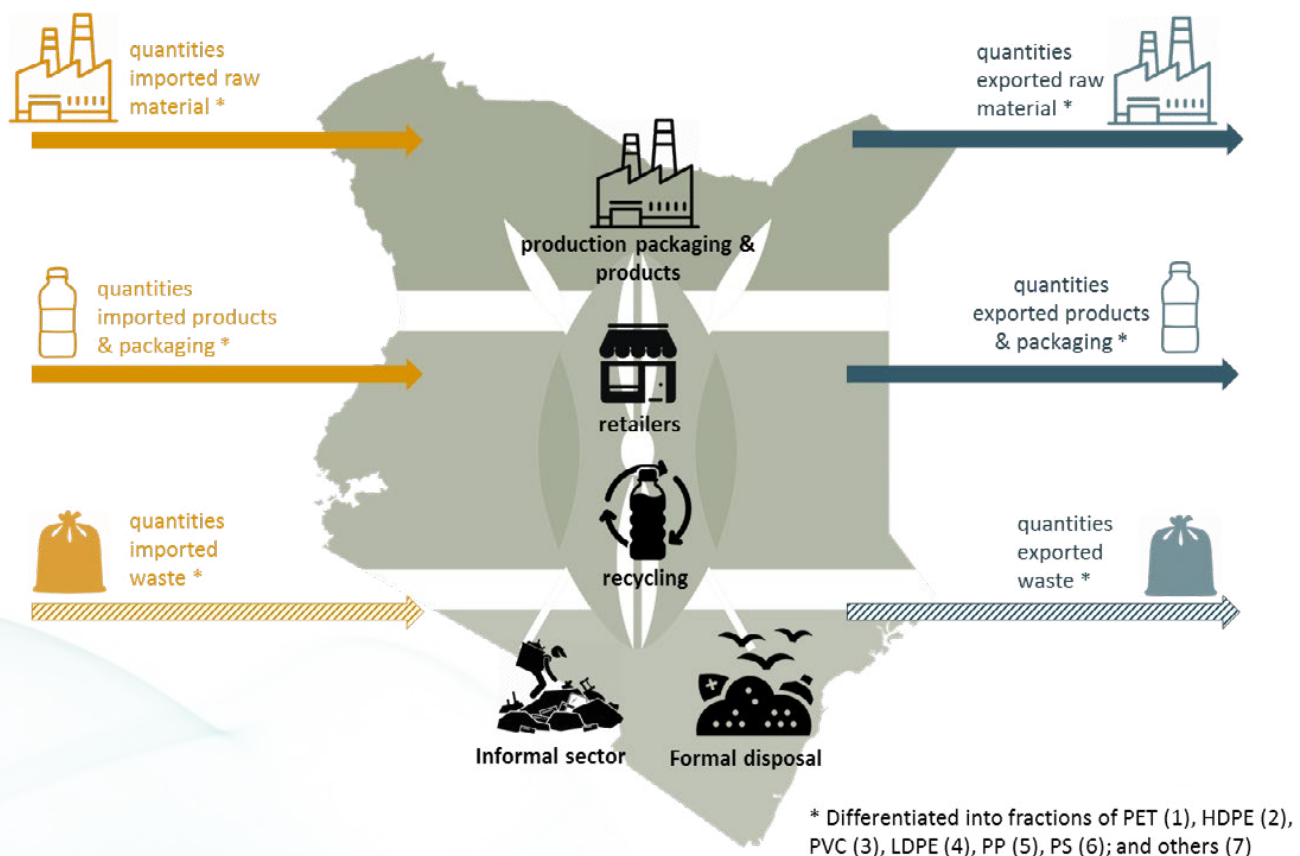 quantities
imported raw
material *
quantities
exported raw
material *
production packaging &
products
quantities
imported products
& packaging *
quantities
exported products
& packaging *
retailers
quantities
imported
waste *
quantities
exported
waste *
recycling
Informal sector
Formal disposal
* Differentiated into fractions of PET (1), HDPE (2),
PVC (3), LDPE (4), PP (5), PS (6); and others (7)